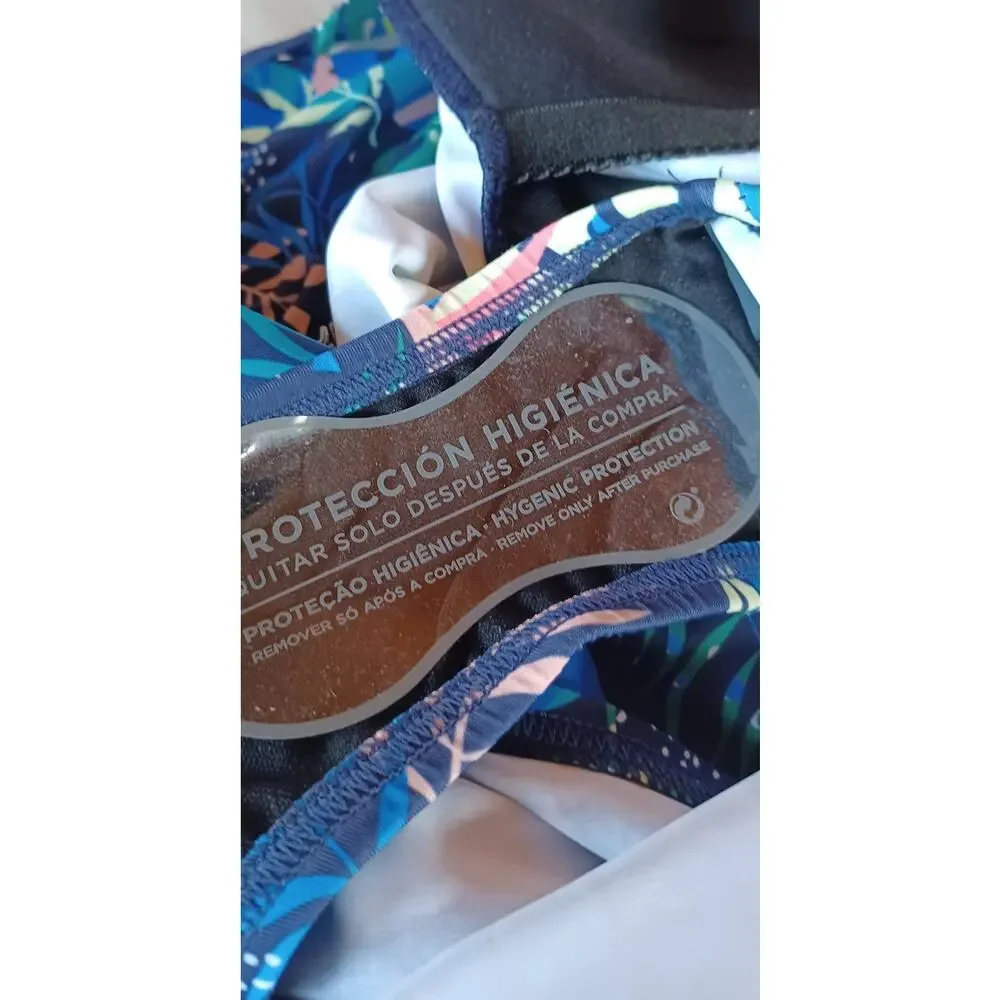 ROTECCIÓN HIGIÉNICA
QUITAR SOLO DESPUÉS DE LA COMPRA
PROTEÇÃO HIGIÊNICA · HYGENIC PROTECTION
REMOVER SÓ APÓS A COMPRA · REMOVE ONLY AFTER PURCHASE